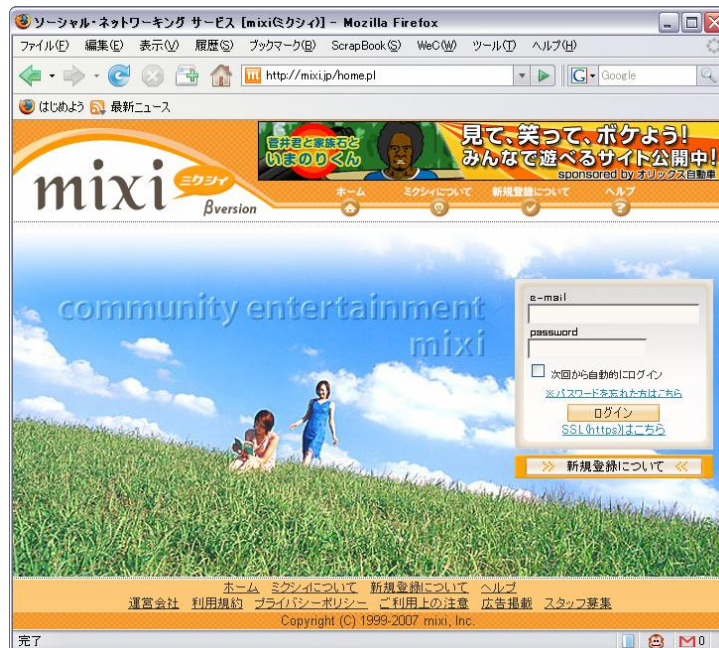 ソーシャル・ネットワーキング サービス [mixi(ミクシィ)] - Mozilla Firefox
ファイル(F) 編集(E) 表示(V) 履歴(S) ブックマーク(B) ScrapBook(S) WeC(W) ツール(T) ヘルプ(H)
http://mixi.jp/home.pl
G Google
はじめよう 最新ニュース
菅井君と家族石と
いまのりくん
見て、笑って、ボケよう!
みんなで遊べるサイト公開中!
sponsored by オリックス自動車
mixi ミクシィ
βversion
ホーム ミクシィについて 新規登録について ヘルプ
community entertainment
mixi
e-mail
password
次回から自動的にログイン
※パスワードを忘れた方はこちら
ログイン
SSL(https)はこちら
新規登録について
ホーム ミクシィについて 新規登録について ヘルプ
運営会社 利用規約 プライバシーポリシー ご利用上の注意 広告掲載 スタッフ募集
Copyright (C) 1999-2007 mixi, Inc.
完了
0